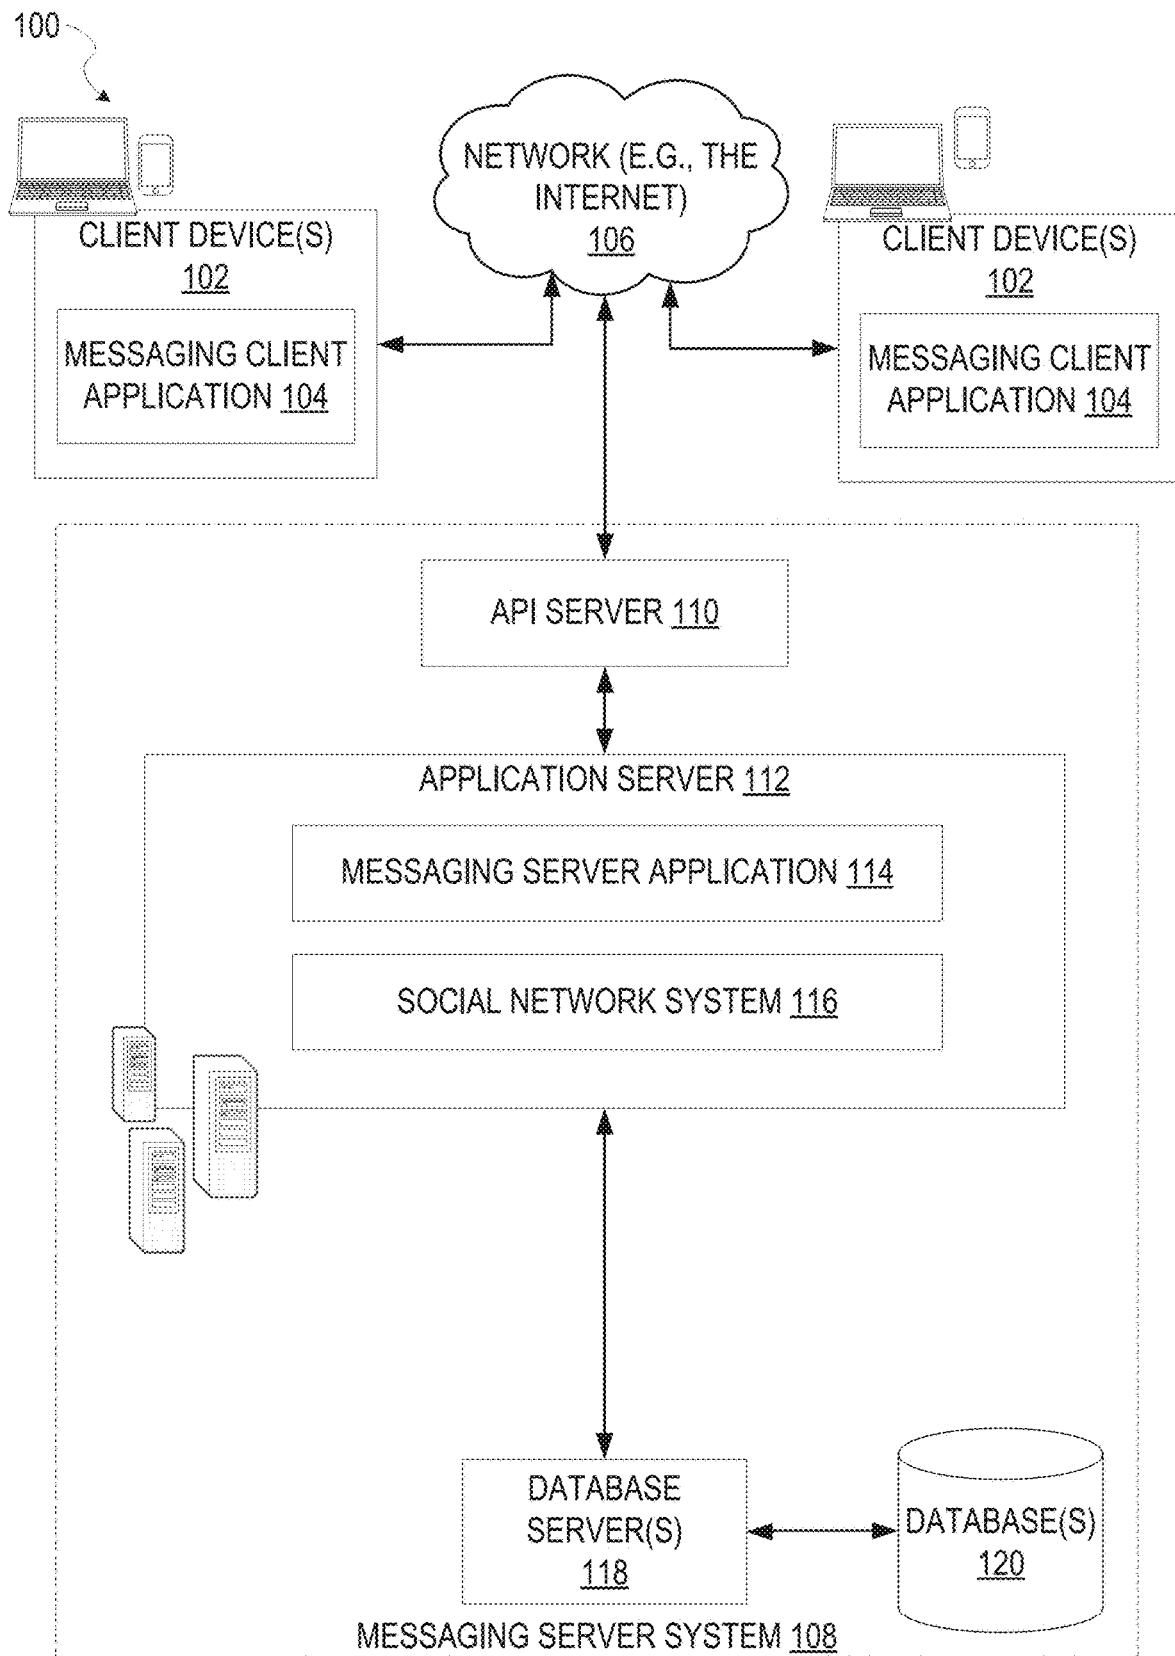 100
NETWORK (E.G., THE
INTERNET)
106
CLIENT DEVICE(S)
102
MESSAGING CLIENT
APPLICATION 104
CLIENT DEVICE(S)
102
MESSAGING CLIENT
APPLICATION 104
API SERVER 110
APPLICATION SERVER 112
MESSAGING SERVER APPLICATION 114
SOCIAL NETWORK SYSTEM 116
DATABASE
SERVER(S)
118
DATABASE(S)
120
MESSAGING SERVER SYSTEM 108